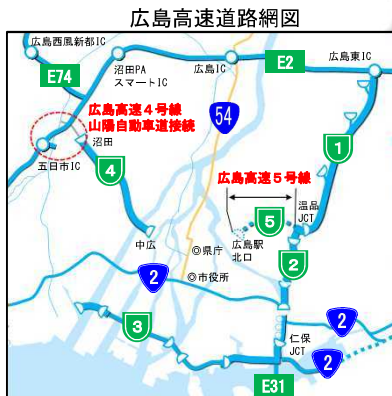 広島高速道路網図
広島西風新都IC
沼田PA
スマートIC
広島IC
E2
広島東IC
E74
広島高速4号線
山陽自動車道接続
54
沼田
五日市IC
4
1
広島高速5号線
温品
JCT
5
中広
◎県庁
広島駅
北口
2
2
◎市役所
3
仁保
JCT
2
2
E31